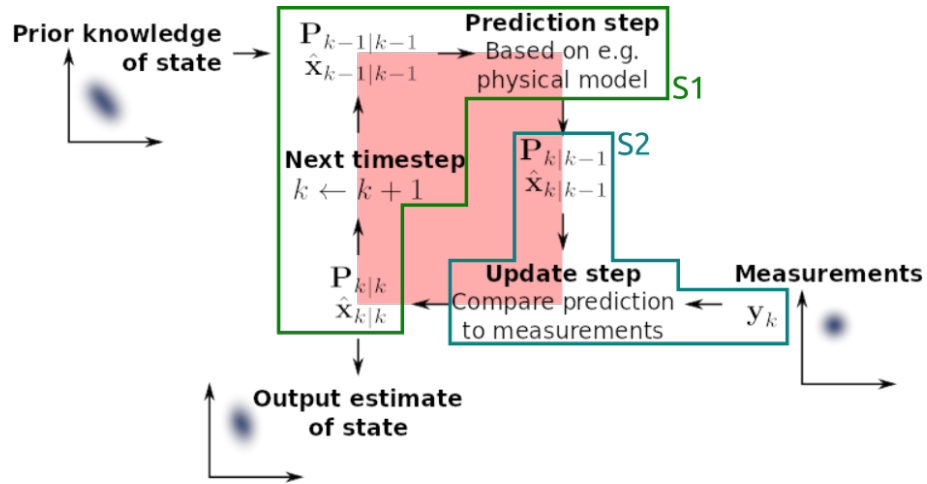 Prior knowledge
of state
P_{k−1|k−1}
x̂_{k−1|k−1}
Prediction step
Based on e.g.
physical model
S1
P_{k|k−1}
x̂_{k|k−1}
S2
Next timestep
k ← k + 1
P_{k|k}
x̂_{k|k}
Update step
Compare prediction
to measurements
Measurements
y_k
Output estimate
of state